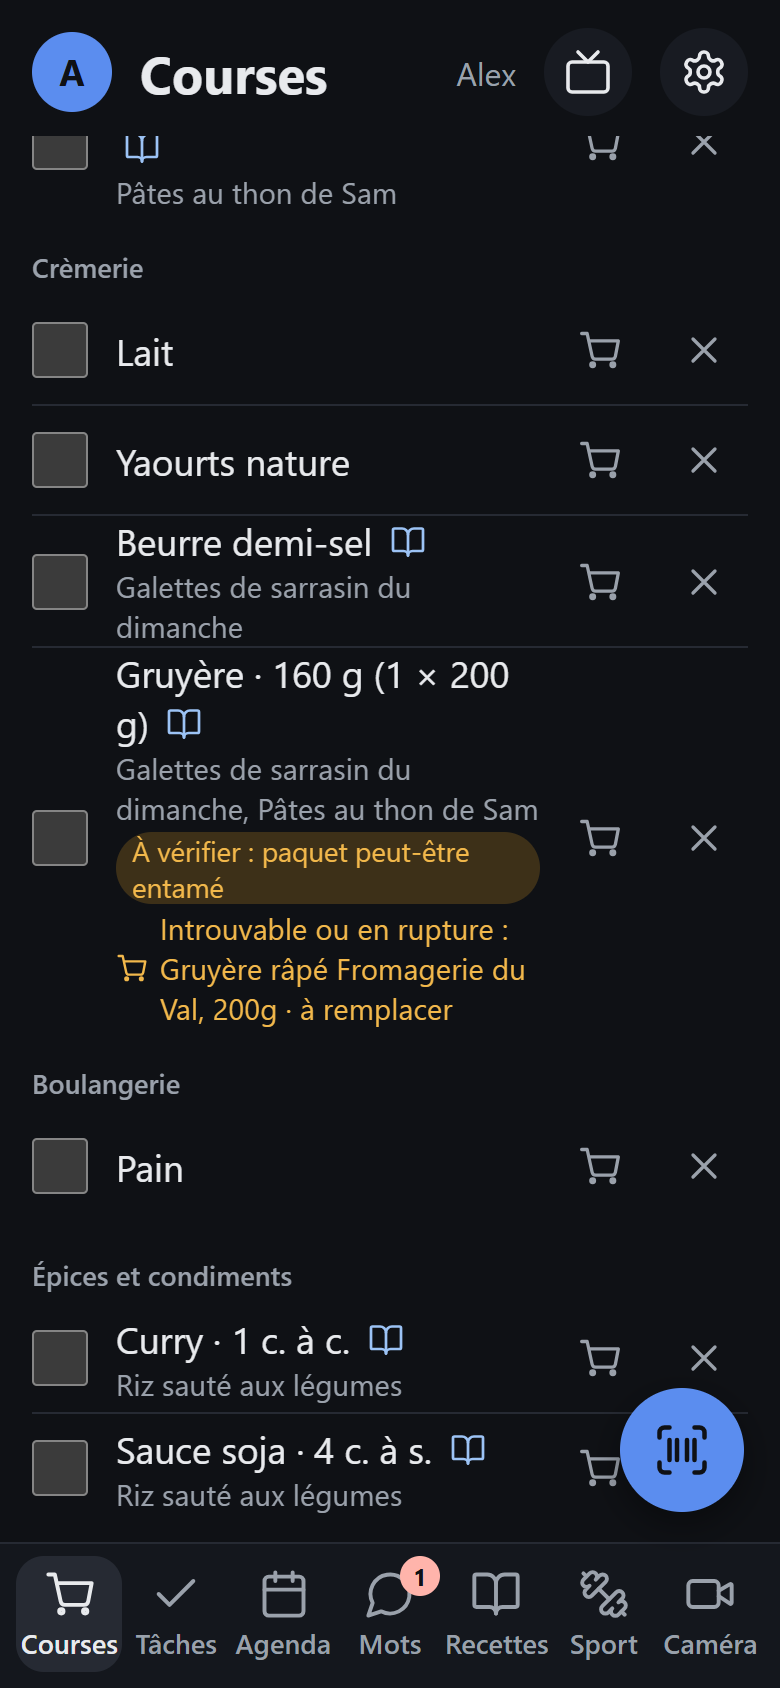 A
Courses
Alex
Pâtes au thon de Sam
Crèmerie
Lait
Yaourts nature
Beurre demi-sel
Galettes de sarrasin du
dimanche
Gruyère · 160 g (1 × 200
g)
Galettes de sarrasin du
dimanche, Pâtes au thon de Sam
À vérifier : paquet peut-être
entamé
Introuvable ou en rupture :
Gruyère râpé Fromagerie du
Val, 200g · à remplacer
Boulangerie
Pain
Épices et condiments
Curry · 1 c. à c.
Riz sauté aux légumes
Sauce soja · 4 c. à s.
Riz sauté aux légumes
1
Courses
Tâches
Agenda
Mots
Recettes
Sport
Caméra